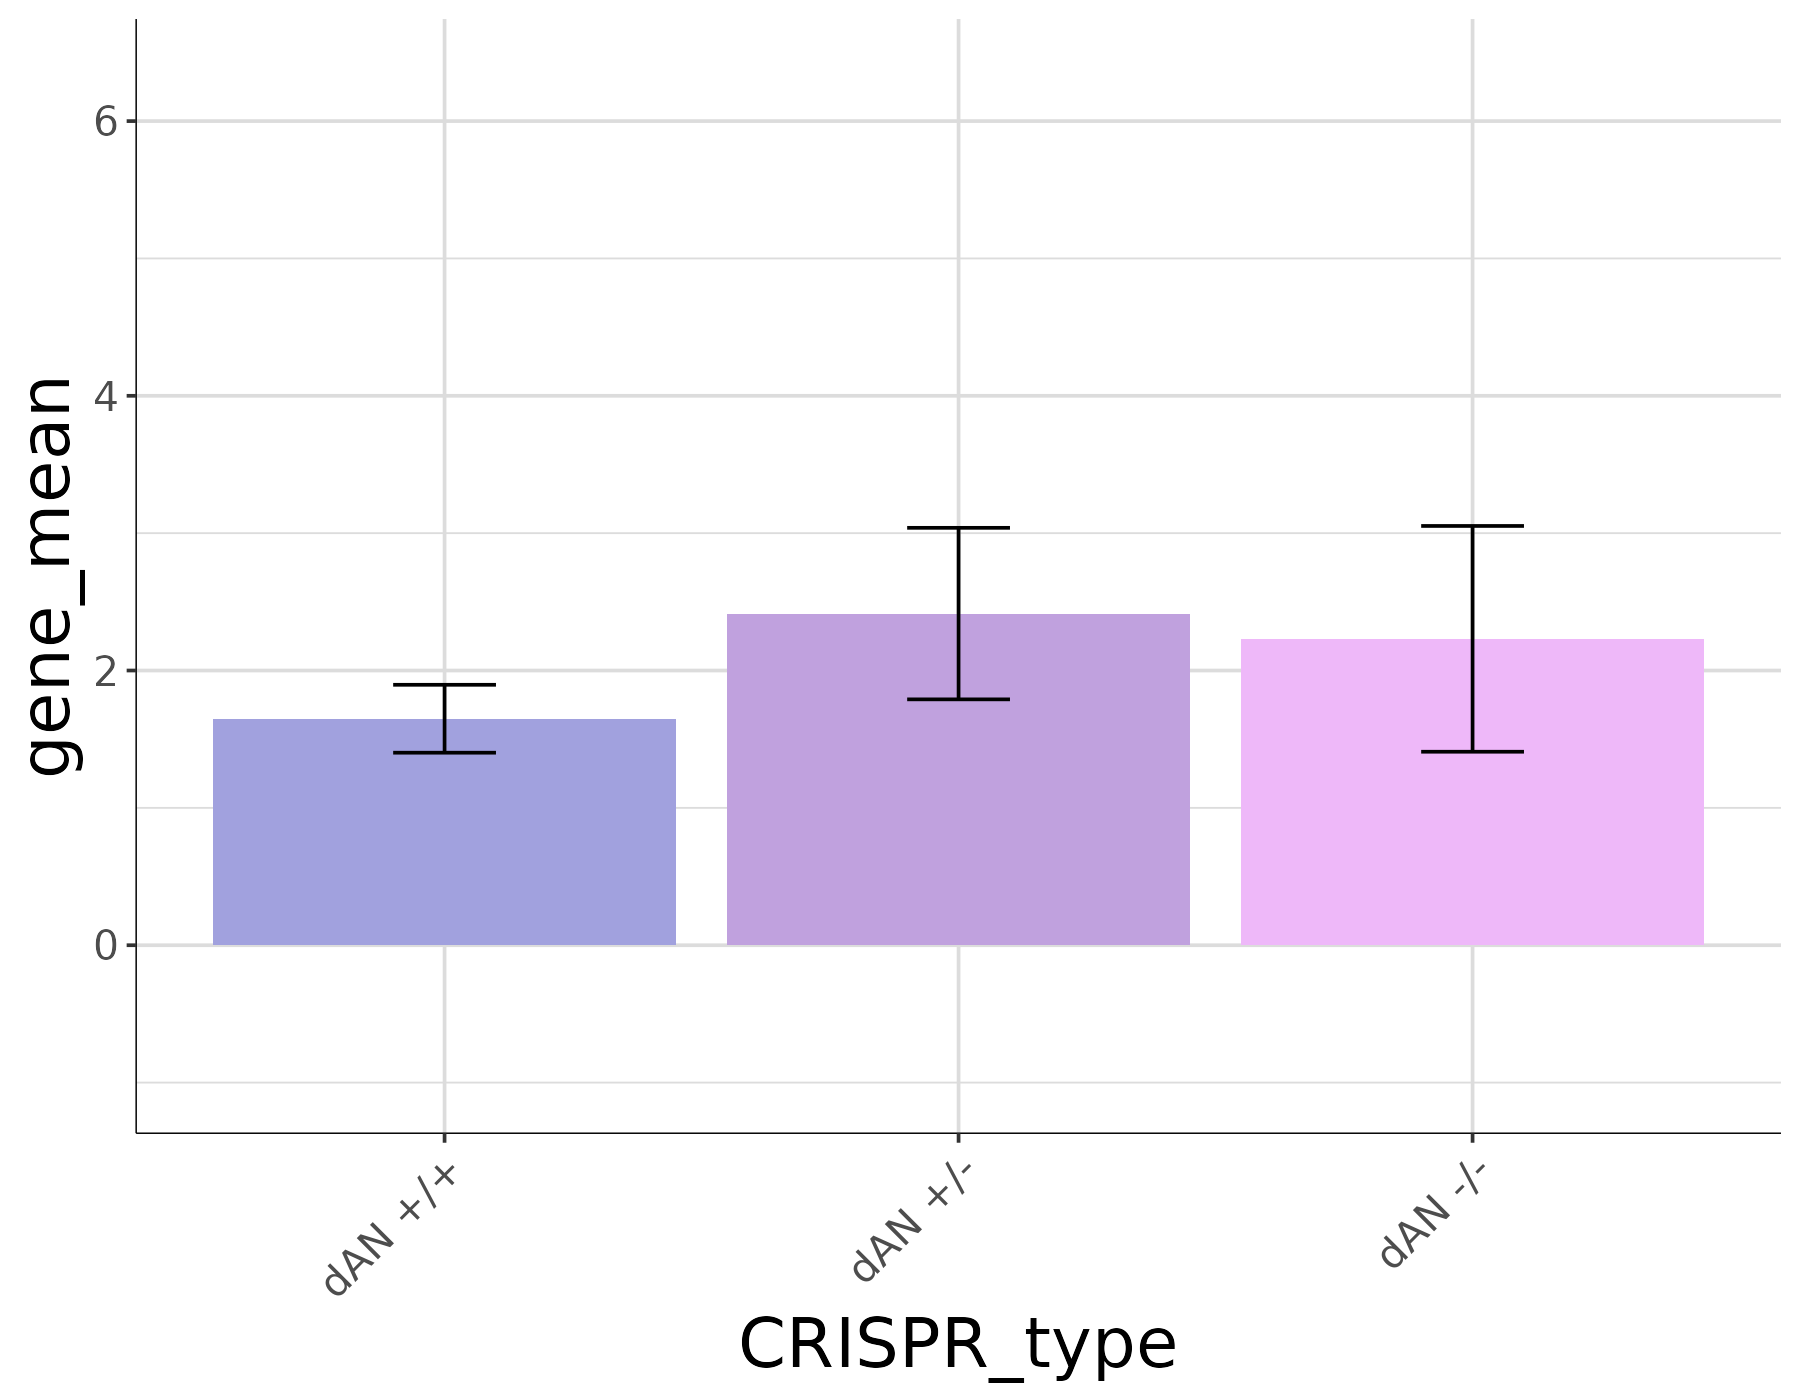 gene_mean
6
4
2
0
dAN +/+
dAN +/-
dAN -/-
CRISPR_type